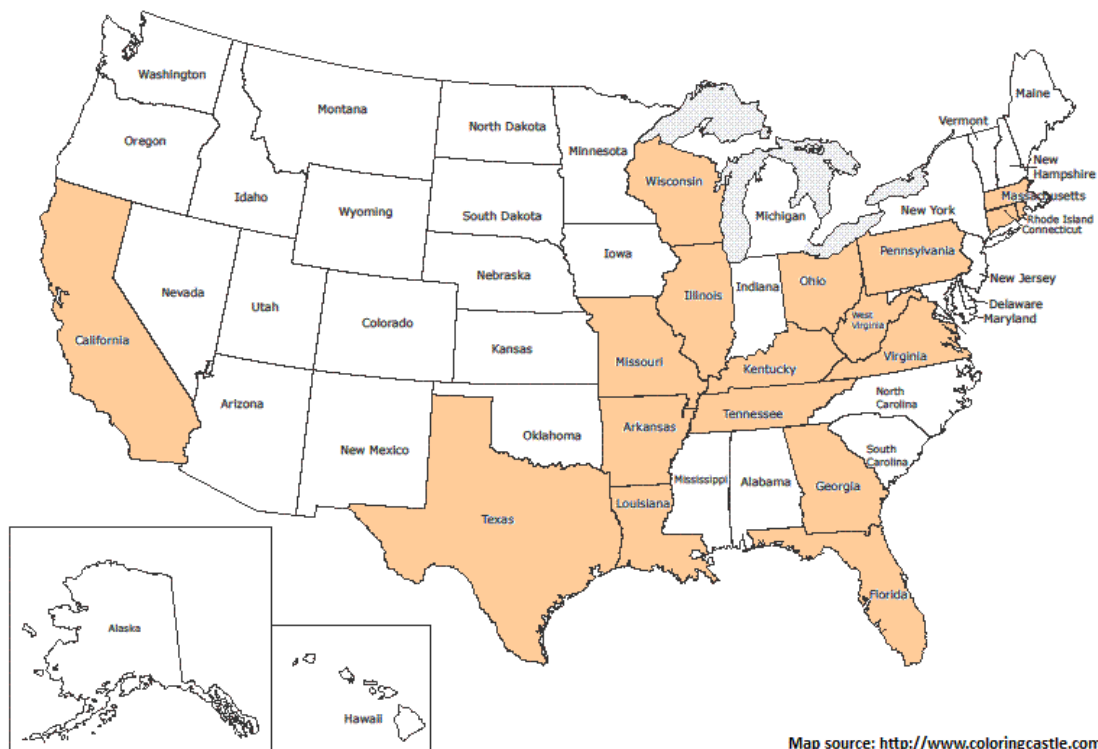 Washington
Montana
Maine
North Dakota
Vermont
Oregon
Minnesota
New
Hampshire
Wisconsin
Idaho
Massachusetts
Wyoming
South Dakota
Michigan
New York
Rhode Island
Connecticut
Iowa
Pennsylvania
Nebraska
New Jersey
Nevada
Utah
Illinois
Indiana
Ohio
Delaware
Maryland
Colorado
West
Virginia
California
Kansas
Missouri
Kentucky
Virginia
Arizona
North
Carolina
Tennessee
Arkansas
Oklahoma
New Mexico
South
Carolina
Mississippi
Alabama
Georgia
Louisiana
Texas
Florida
Alaska
Hawaii
Map source: http://www.coloringcastle.com